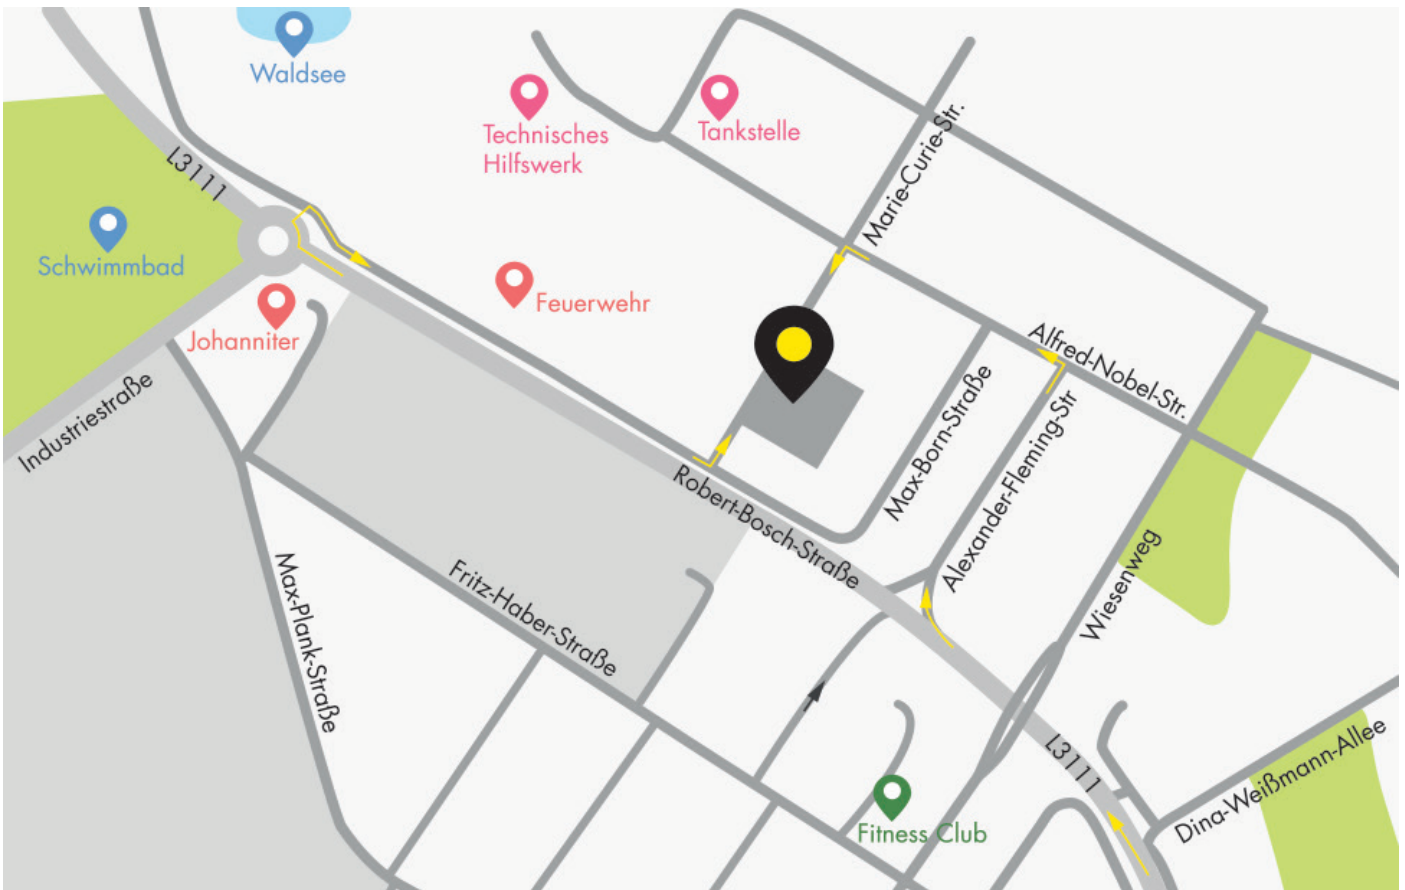 Waldsee
Technisches
Hilfswerk
Tankstelle
L3111
Marie-Curie-Str.
Schwimmbad
Feuerwehr
Johanniter
Industriestraße
Alfred-Nobel-Str.
Max-Born-Straße
Alexander-Fleming-Str
Robert-Bosch-Straße
Wiesenweg
Max-Plank-Straße
Fritz-Haber-Straße
L3111
Dina-Weißmann-Allee
Fitness Club